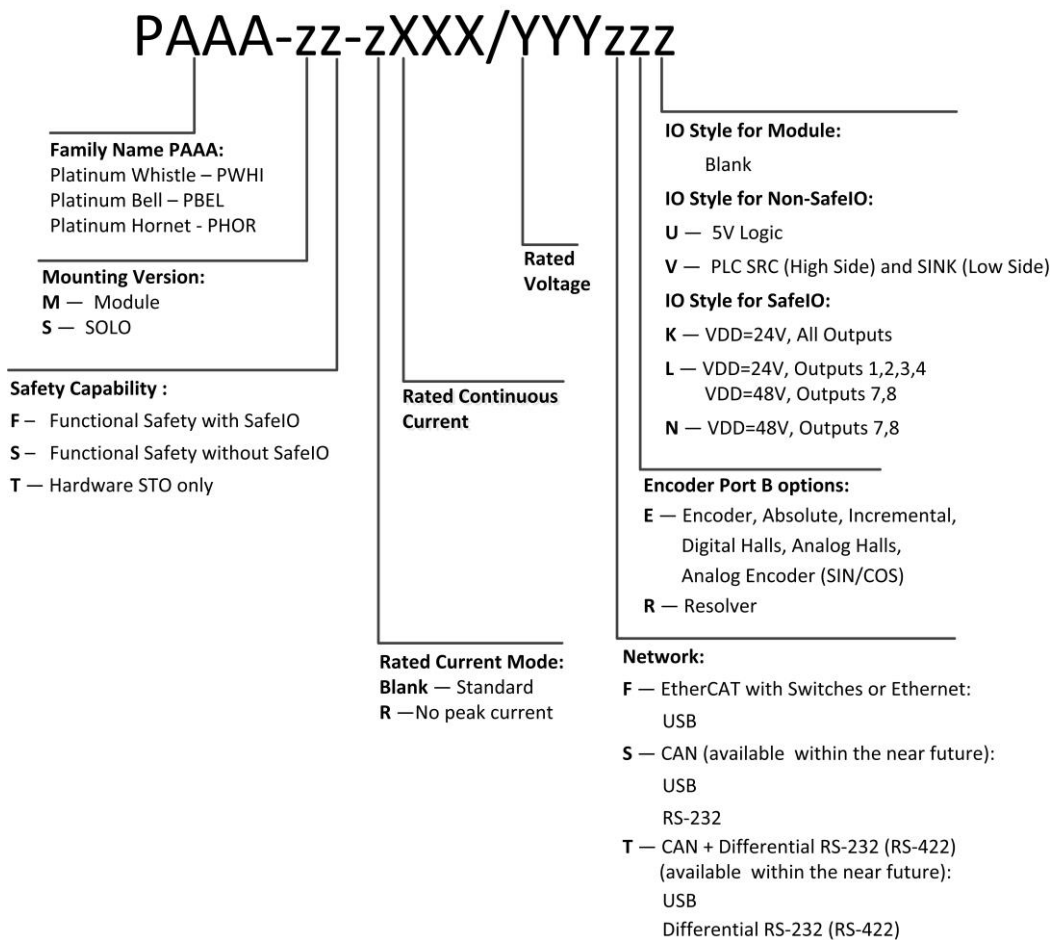 PAAA-zz-zXXX/YYYzzz
Family Name PAAA:
Platinum Whistle – PWHI
Platinum Bell – PBEL
Platinum Hornet - PHOR
Mounting Version:
M — Module
S — SOLO
Safety Capability :
F – Functional Safety with SafeIO
S – Functional Safety without SafeIO
T — Hardware STO only
Rated Current Mode:
Blank — Standard
R —No peak current
Rated Continuous
Current
Rated
Voltage
IO Style for Module:
Blank
IO Style for Non-SafeIO:
U — 5V Logic
V — PLC SRC (High Side) and SINK (Low Side)
IO Style for SafeIO:
K — VDD=24V, All Outputs
L — VDD=24V, Outputs 1,2,3,4
VDD=48V, Outputs 7,8
N — VDD=48V, Outputs 7,8
Encoder Port B options:
E — Encoder, Absolute, Incremental,
Digital Halls, Analog Halls,
Analog Encoder (SIN/COS)
R — Resolver
Network:
F — EtherCAT with Switches or Ethernet:
USB
S — CAN (available within the near future):
USB
RS-232
T — CAN + Differential RS-232 (RS-422)
(available within the near future):
USB
Differential RS-232 (RS-422)